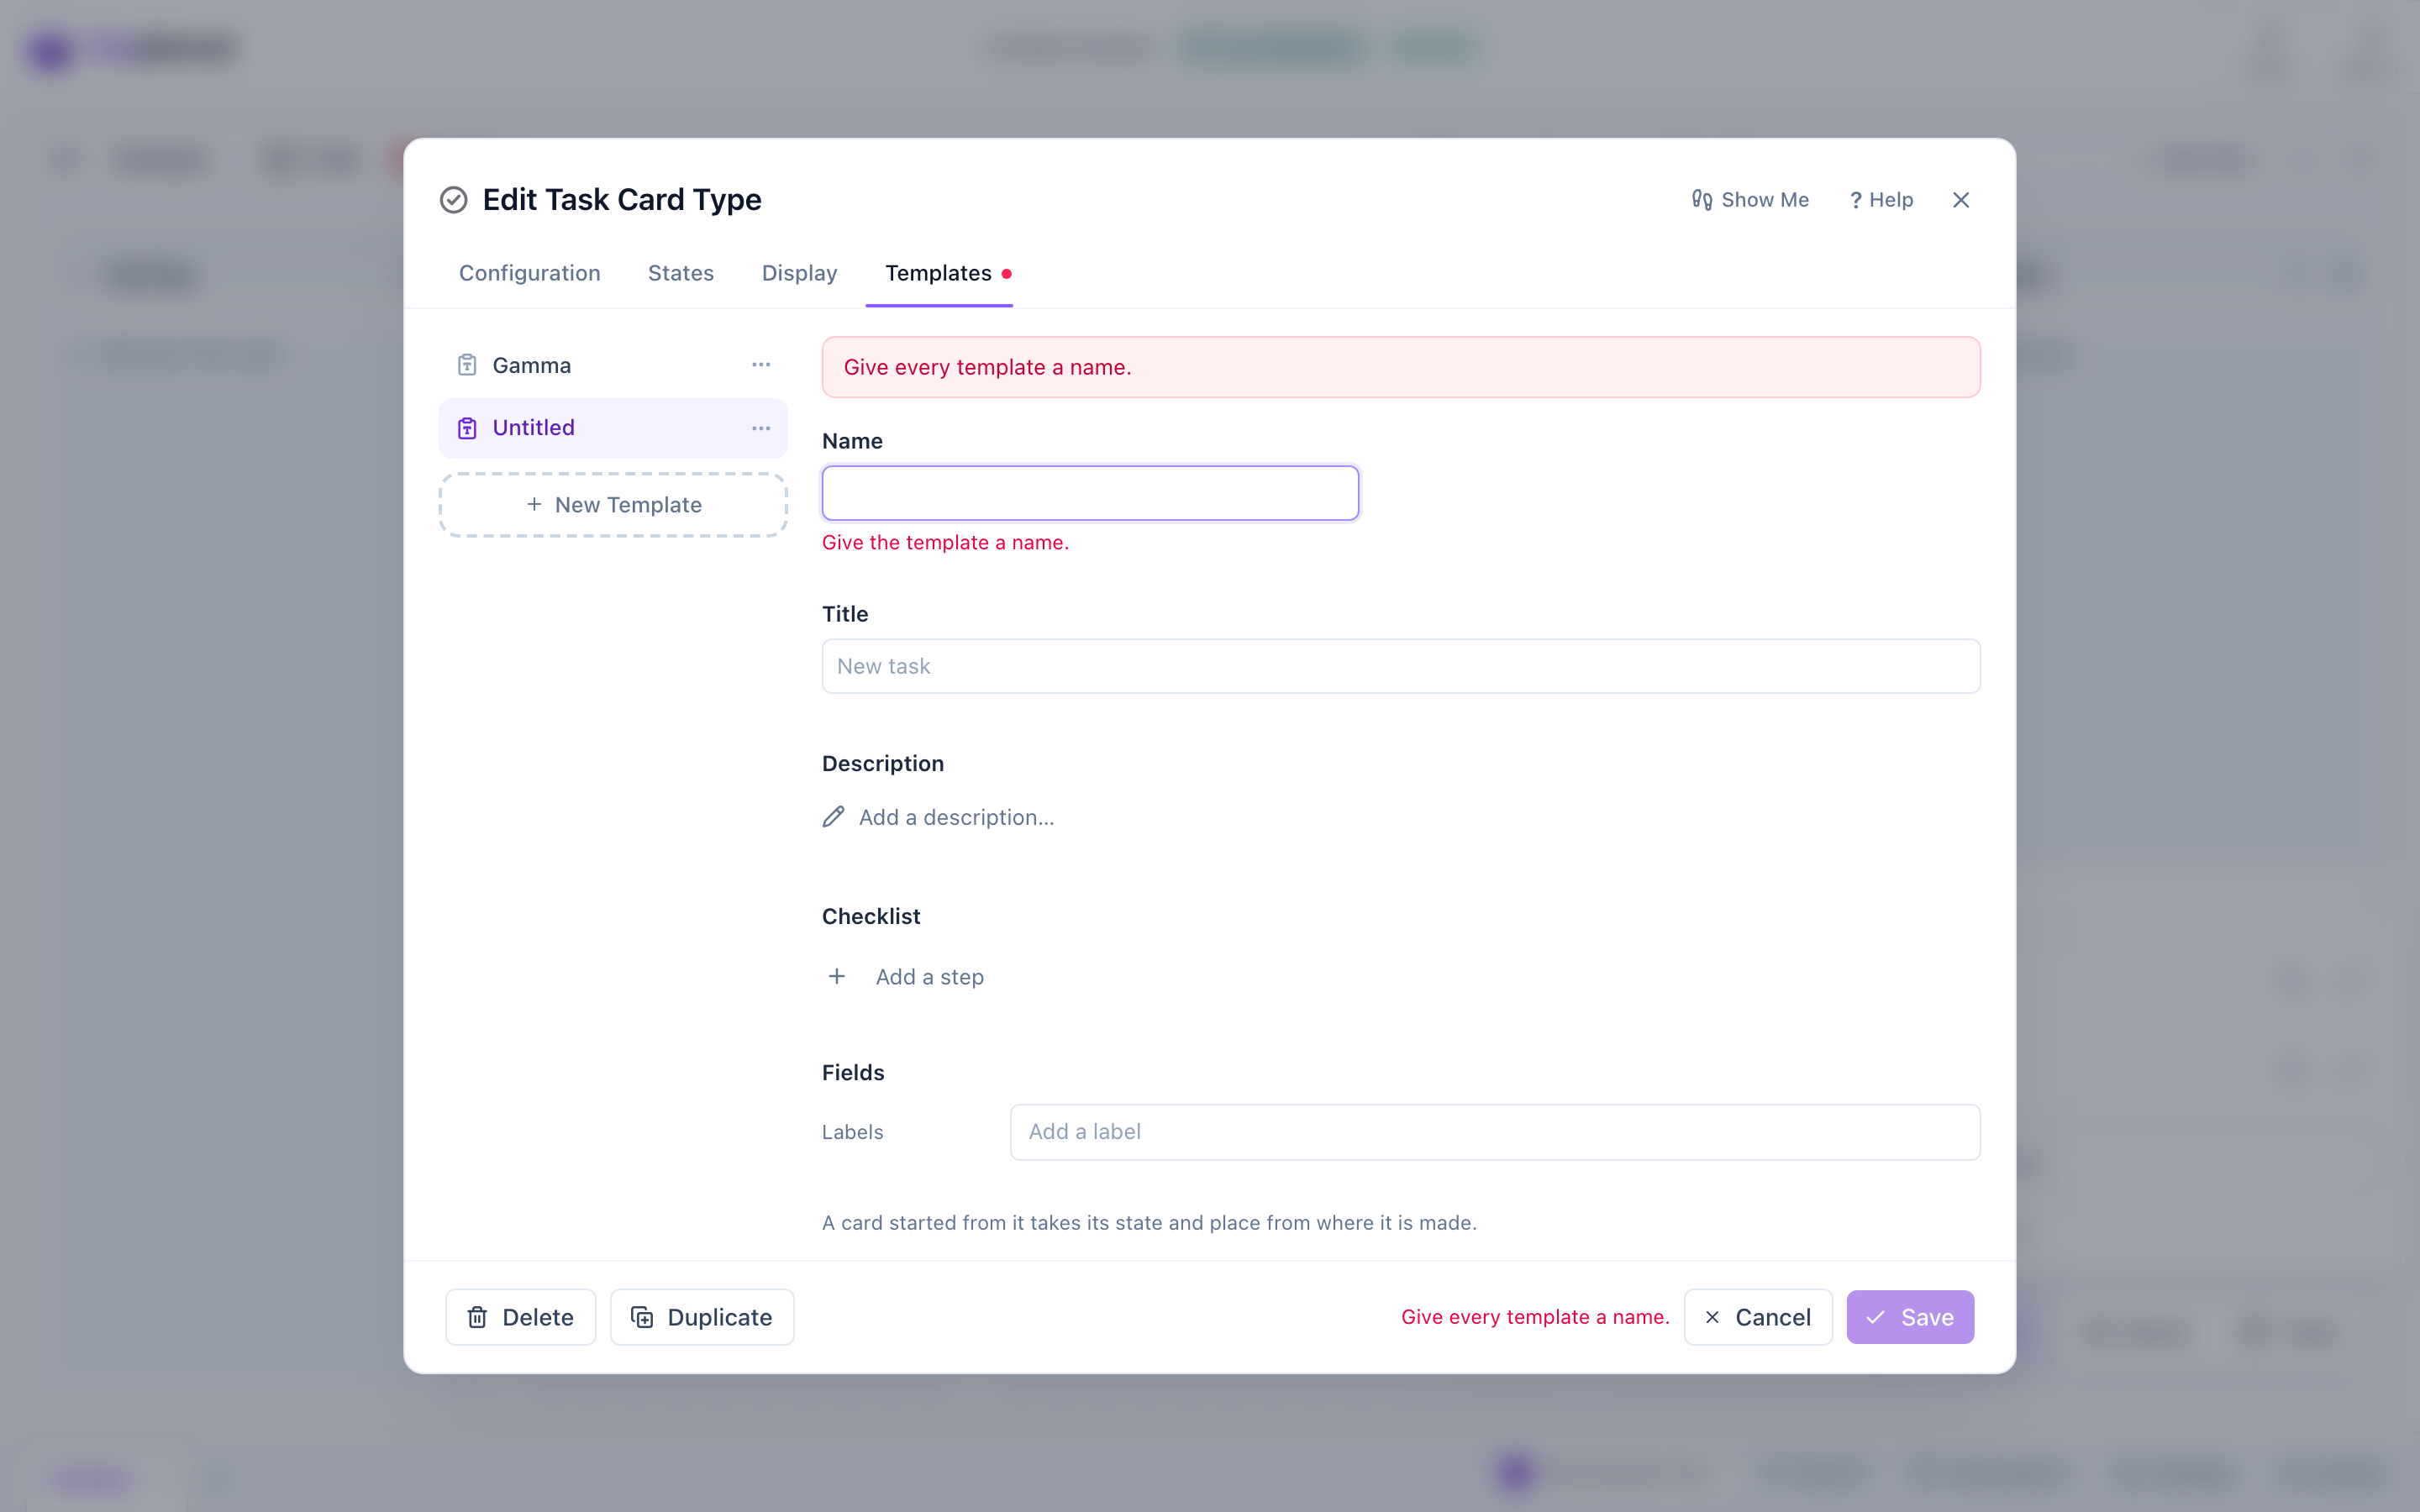 Edit Task Card Type
Show Me
? Help
Configuration
States
Display
Templates
Gamma
Untitled
+ New Template
Give every template a name.
Name
Give the template a name.
Title
New task
Description
Add a description...
Checklist
+ Add a step
Fields
Labels
Add a label
A card started from it takes its state and place from where it is made.
Delete
Duplicate
Give every template a name.
Cancel
Save